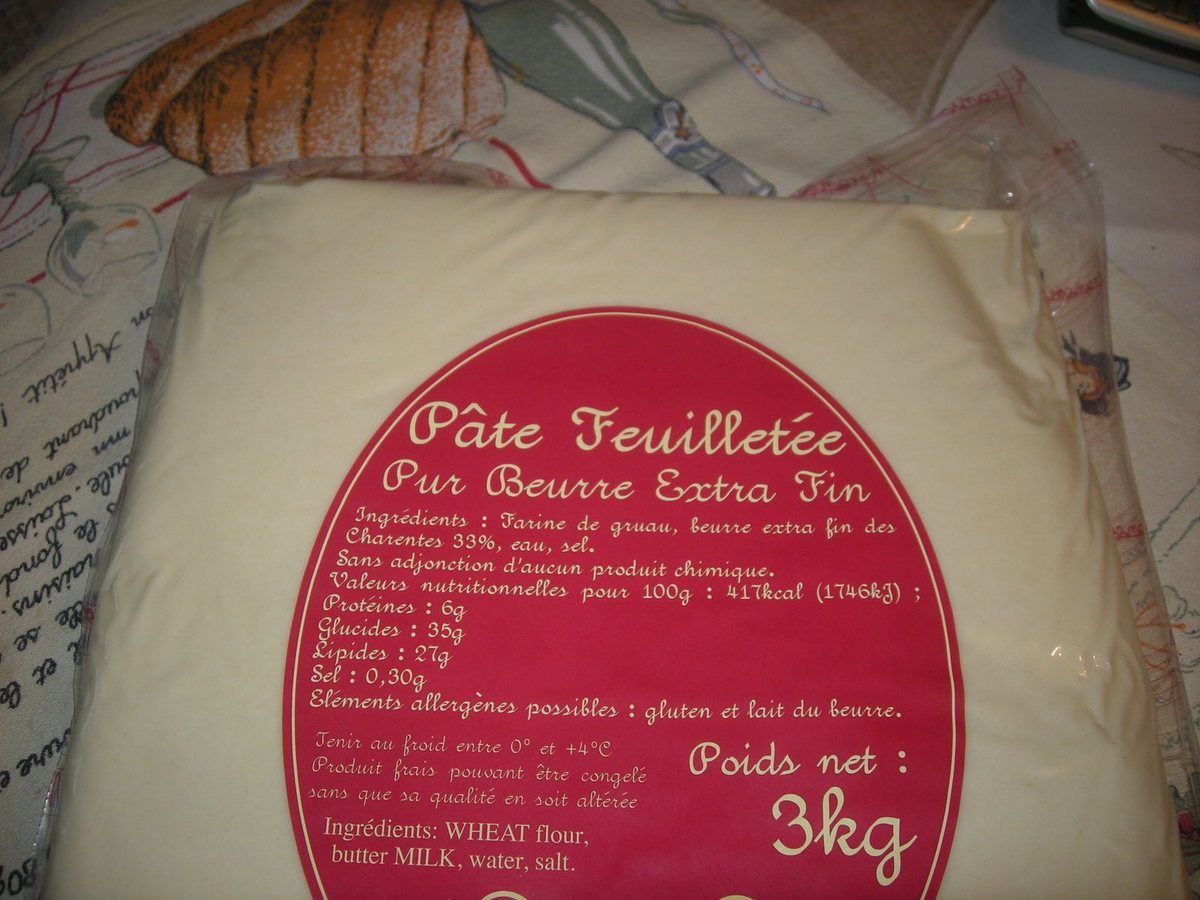 Pâte Feuilletée
Pur Beurre Extra Fin
Ingrédients : Farine de gruau, beurre extra fin des
Charentes 33%, eau, sel.
Sans adjonction d'aucun produit chimique.
Valeurs nutritionnelles pour 100g : 417kcal (1746kJ) ;
Protéines : 6g
Glucides : 35g
Lipides : 27g
Sel : 0,30g
Eléments allergènes possibles : gluten et lait du beurre.
Tenir au froid entre 0° et +4°C
Produit frais pouvant être congelé
sans que sa qualité en soit altérée
Ingrédients: WHEAT flour,
butter MILK, water, salt.
Poids net :
3kg
Appétit !